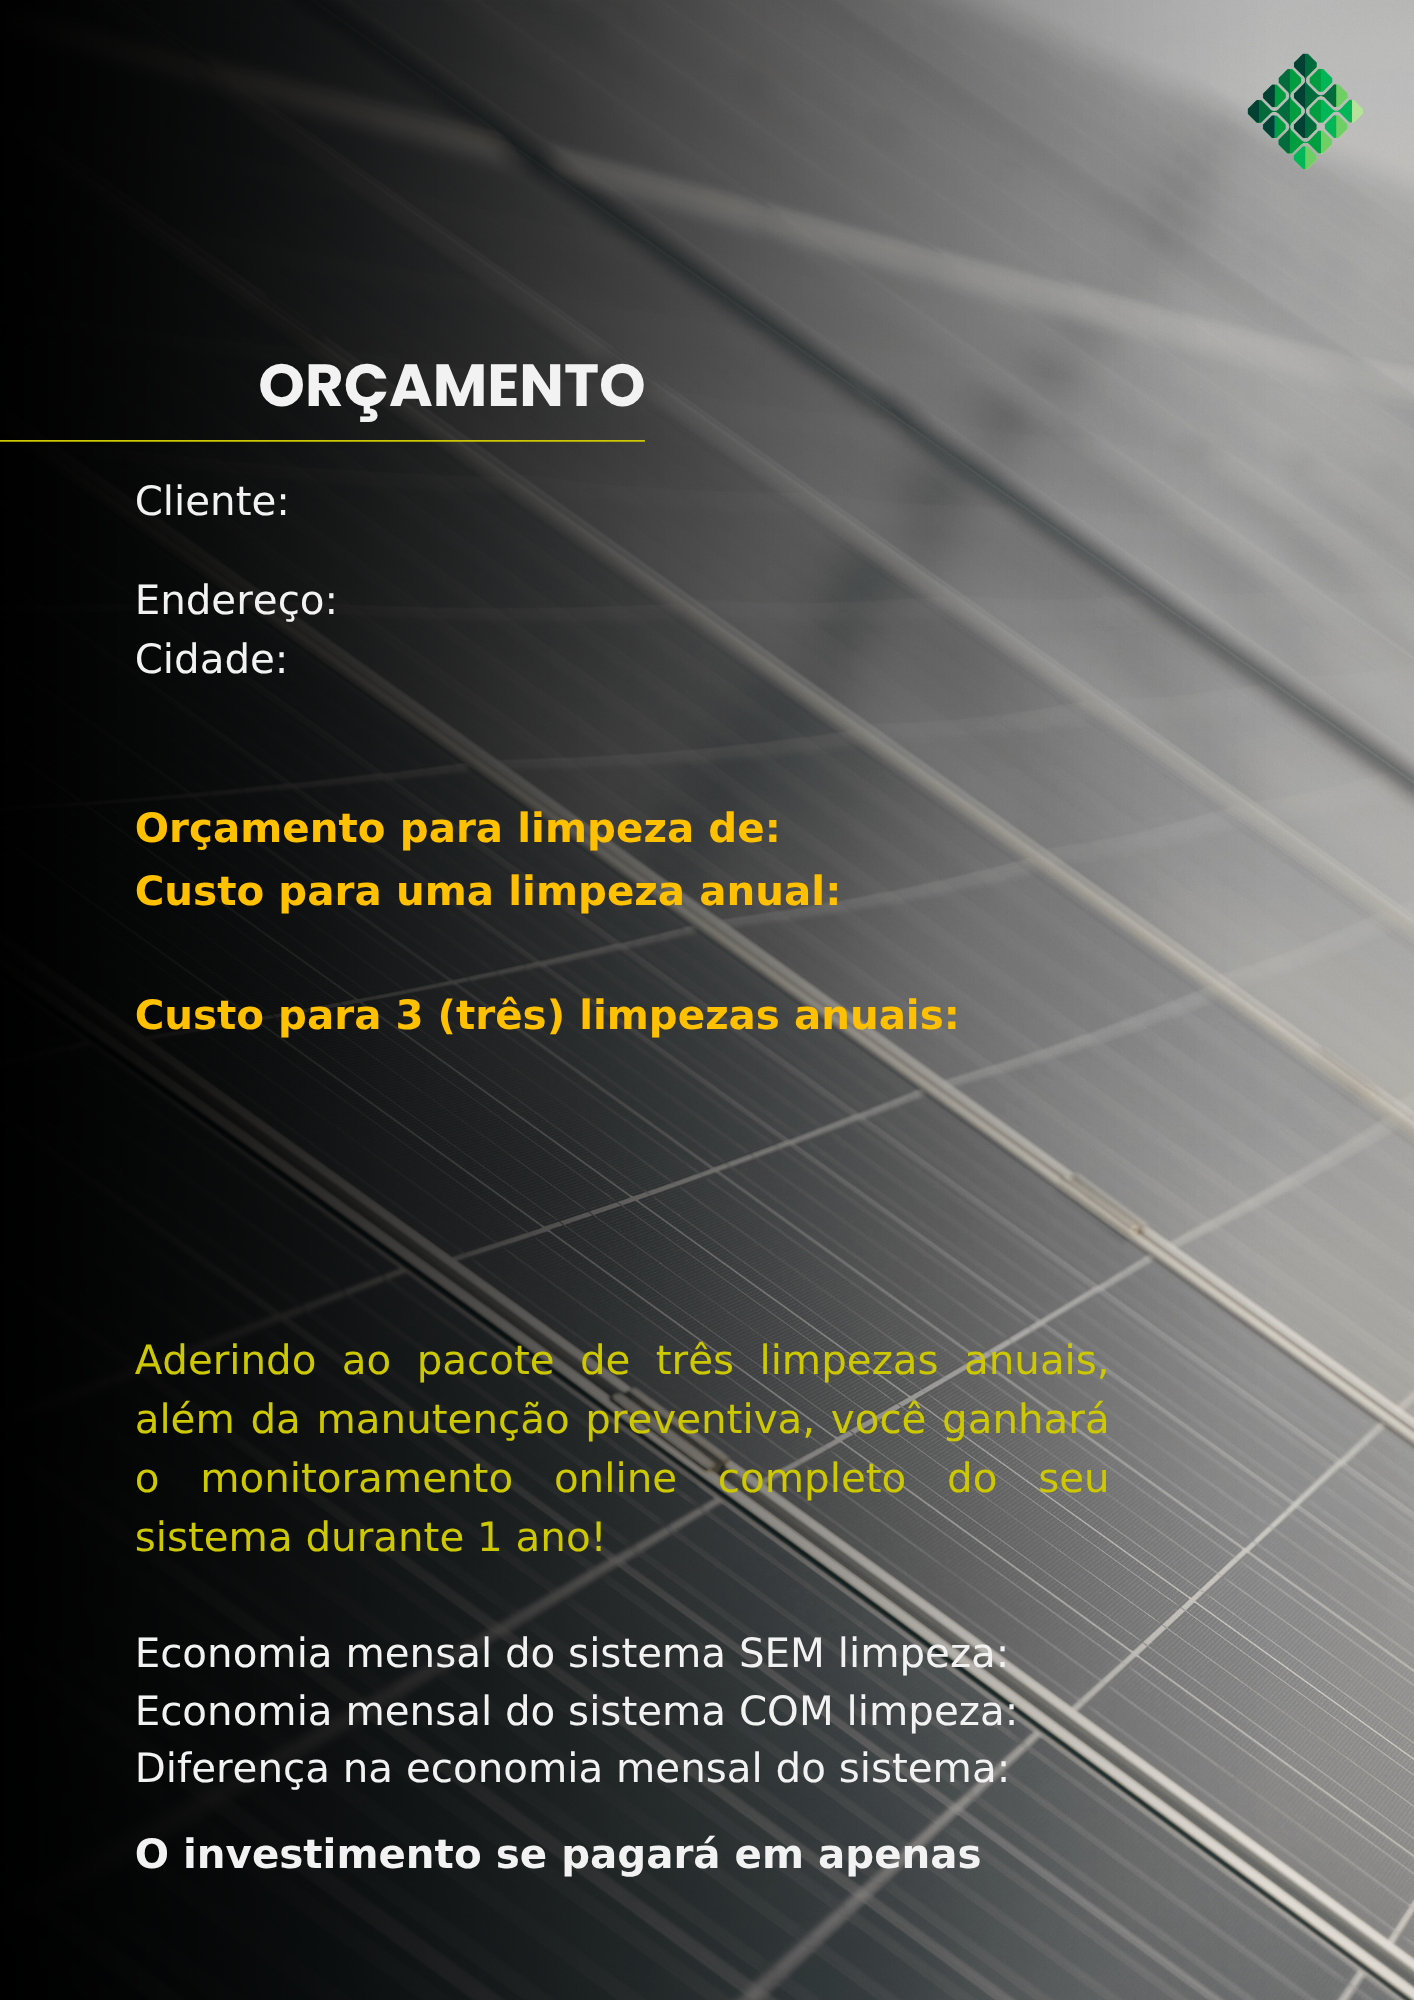 ORÇAMENTO
Cliente:
Endereço:
Cidade:
Orçamento para limpeza de:
Custo para uma limpeza anual:
Custo para 3 (três) limpezas anuais:
Aderindo ao pacote de três limpezas anuais,
além da manutenção preventiva, você ganhará
o monitoramento online completo do seu
sistema durante 1 ano!
Economia mensal do sistema SEM limpeza:
Economia mensal do sistema COM limpeza:
Diferença na economia mensal do sistema:
O investimento se pagará em apenas